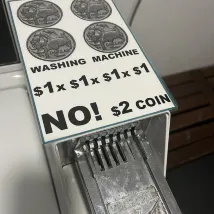 WASHING MACHINE
$1x $1x $1x $1
NO! $2 COIN